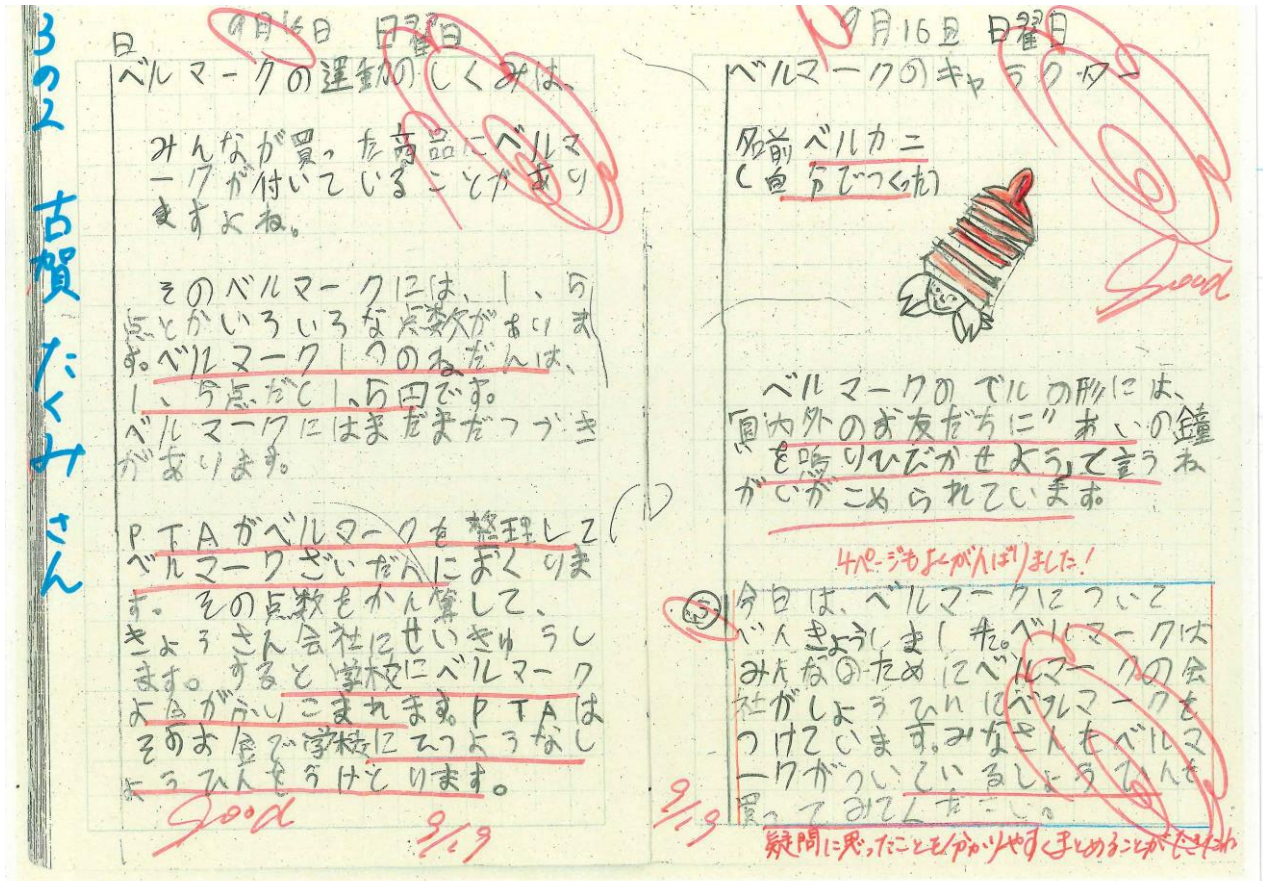 3の2 古賀 たくみ さん
9月16日 日曜日
日
ベルマークの運動のしくみは、
みんなが買った商品にベルマ
ークが付いていることがあり
ますよね。
そのベルマークには、1、5
点とかいろいろな点数がありま
す。ベルマーク1つのねだんは、
1、5点だと1、5円です。
ベルマークにはまだまだつづき
があります。
PTAがベルマークを整理して
ベルマークざいだんにおくりま
す。その点数をかん算して、
きょうさん会社にせいきゅうし
ます。すると学校にベルマーク
よ金がふりこまれます。PTAは
そのお金で学校にひつようなし
ようひんをうけとります。
Good
9/19
9月16日 日曜日
ベルマークのキャラクター
名前 ベルカニ
(自分でつくった)
Good
ベルマークのベルの形には、
「国内外のお友だちに"あいの鐘
を鳴りひびかせよう」て言うね
がいがこめられています。
4ページもよくがんばりました!
今日は、ベルマークについて
べんきょうしました。ベルマークは
みんなのためにベルマークの会
社がしょうひんにベルマークを
つけています。みなさんもベルマ
ークがついているしょうひんを
買ってみてください。
9/19
疑問に思ったことを分かりやすくまとめることができたね